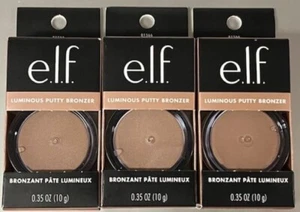 e.l.f.
LUMINOUS PUTTY BRONZER
BRONZANT PÂTE LUMINEUX
0.35 OZ (10 g)
e.l.f.
LUMINOUS PUTTY BRONZER
BRONZANT PÂTE LUMINEUX
0.35 OZ (10 g)
e.l.f.
LUMINOUS PUTTY BRONZER
BRONZANT PÂTE LUMINEUX
0.35 OZ (10 g)